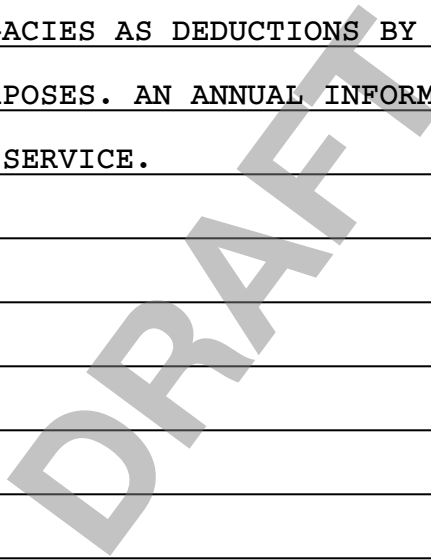 ACIES AS DEDUCTIONS BY
POSES. AN ANNUAL INFORM
SERVICE.
DRAFT